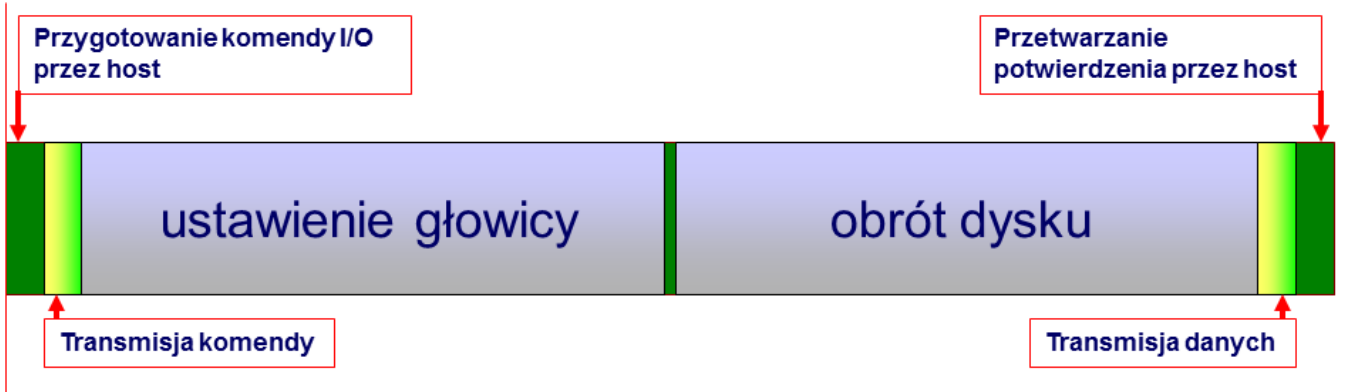 Przygotowanie komendy I/O
przez host
Przetwarzanie
potwierdzenia przez host
ustawienie głowicy
obrót dysku
Transmisja komendy
Transmisja danych